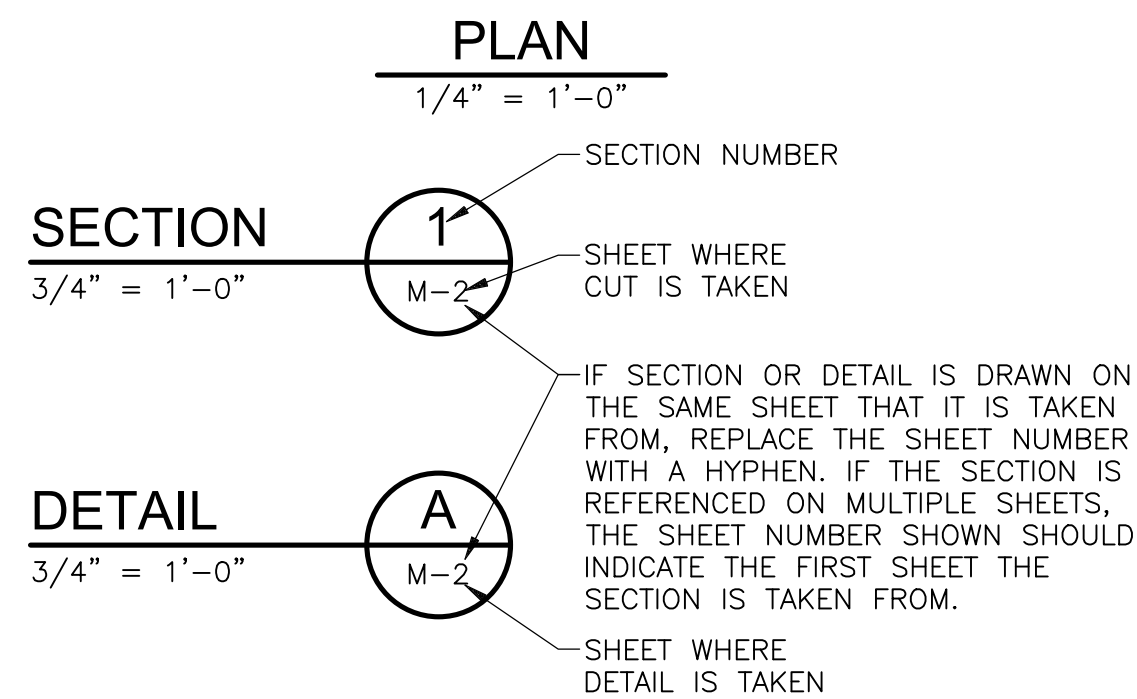 PLAN
1/4" = 1'-0"
SECTION NUMBER
SECTION
1
3/4" = 1'-0"
M-2
SHEET WHERE
CUT IS TAKEN
IF SECTION OR DETAIL IS DRAWN ON
THE SAME SHEET THAT IT IS TAKEN
FROM, REPLACE THE SHEET NUMBER
WITH A HYPHEN. IF THE SECTION IS
REFERENCED ON MULTIPLE SHEETS,
THE SHEET NUMBER SHOWN SHOULD
INDICATE THE FIRST SHEET THE
SECTION IS TAKEN FROM.
DETAIL
A
3/4" = 1'-0"
M-2
SHEET WHERE
DETAIL IS TAKEN